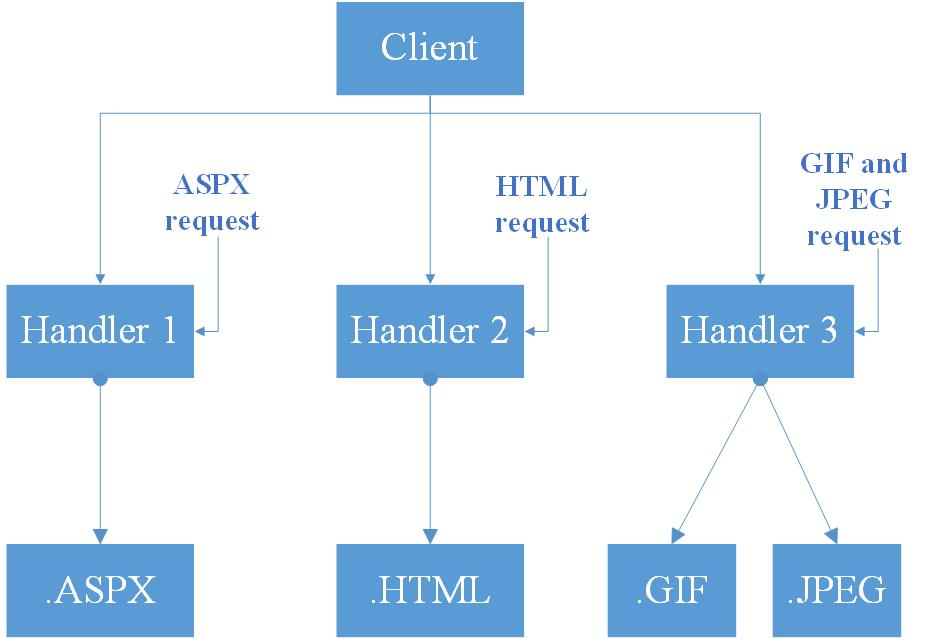 Client
ASPX
request
HTML
request
GIF and
JPEG
request
Handler 1
Handler 2
Handler 3
.ASPX
.HTML
.GIF
.JPEG